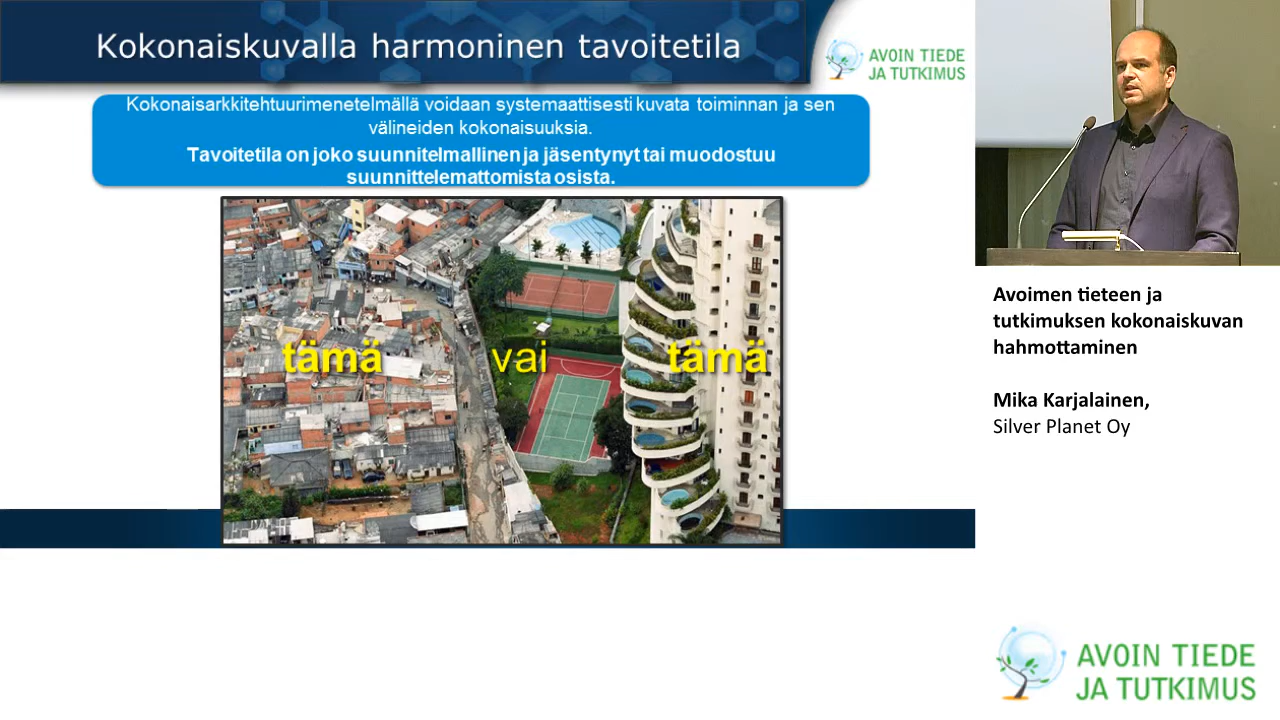 Kokonaiskuvalla harmoninen tavoitetila
AVOIN TIEDE
JA TUTKIMUS
Kokonaisarkkitehtuurimenetelmällä voidaan systemaattisesti kuvata toiminnan ja sen
välineiden kokonaisuuksia.
Tavoitetila on joko suunnitelmallinen ja jäsentynyt tai muodostuu
suunnittelemattomista osista.
tämä vai tämä
Avoimen tieteen ja
tutkimuksen kokonaiskuvan
hahmottaminen
Mika Karjalainen,
Silver Planet Oy
AVOIN TIEDE
JA TUTKIMUS